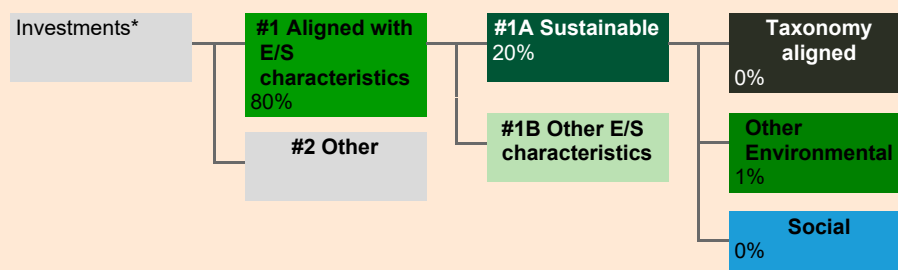 Investments*
#1 Aligned with
E/S
characteristics
80%
#2 Other
#1A Sustainable
20%
#1B Other E/S
characteristics
Taxonomy
aligned
0%
Other
Environmental
1%
Social
0%